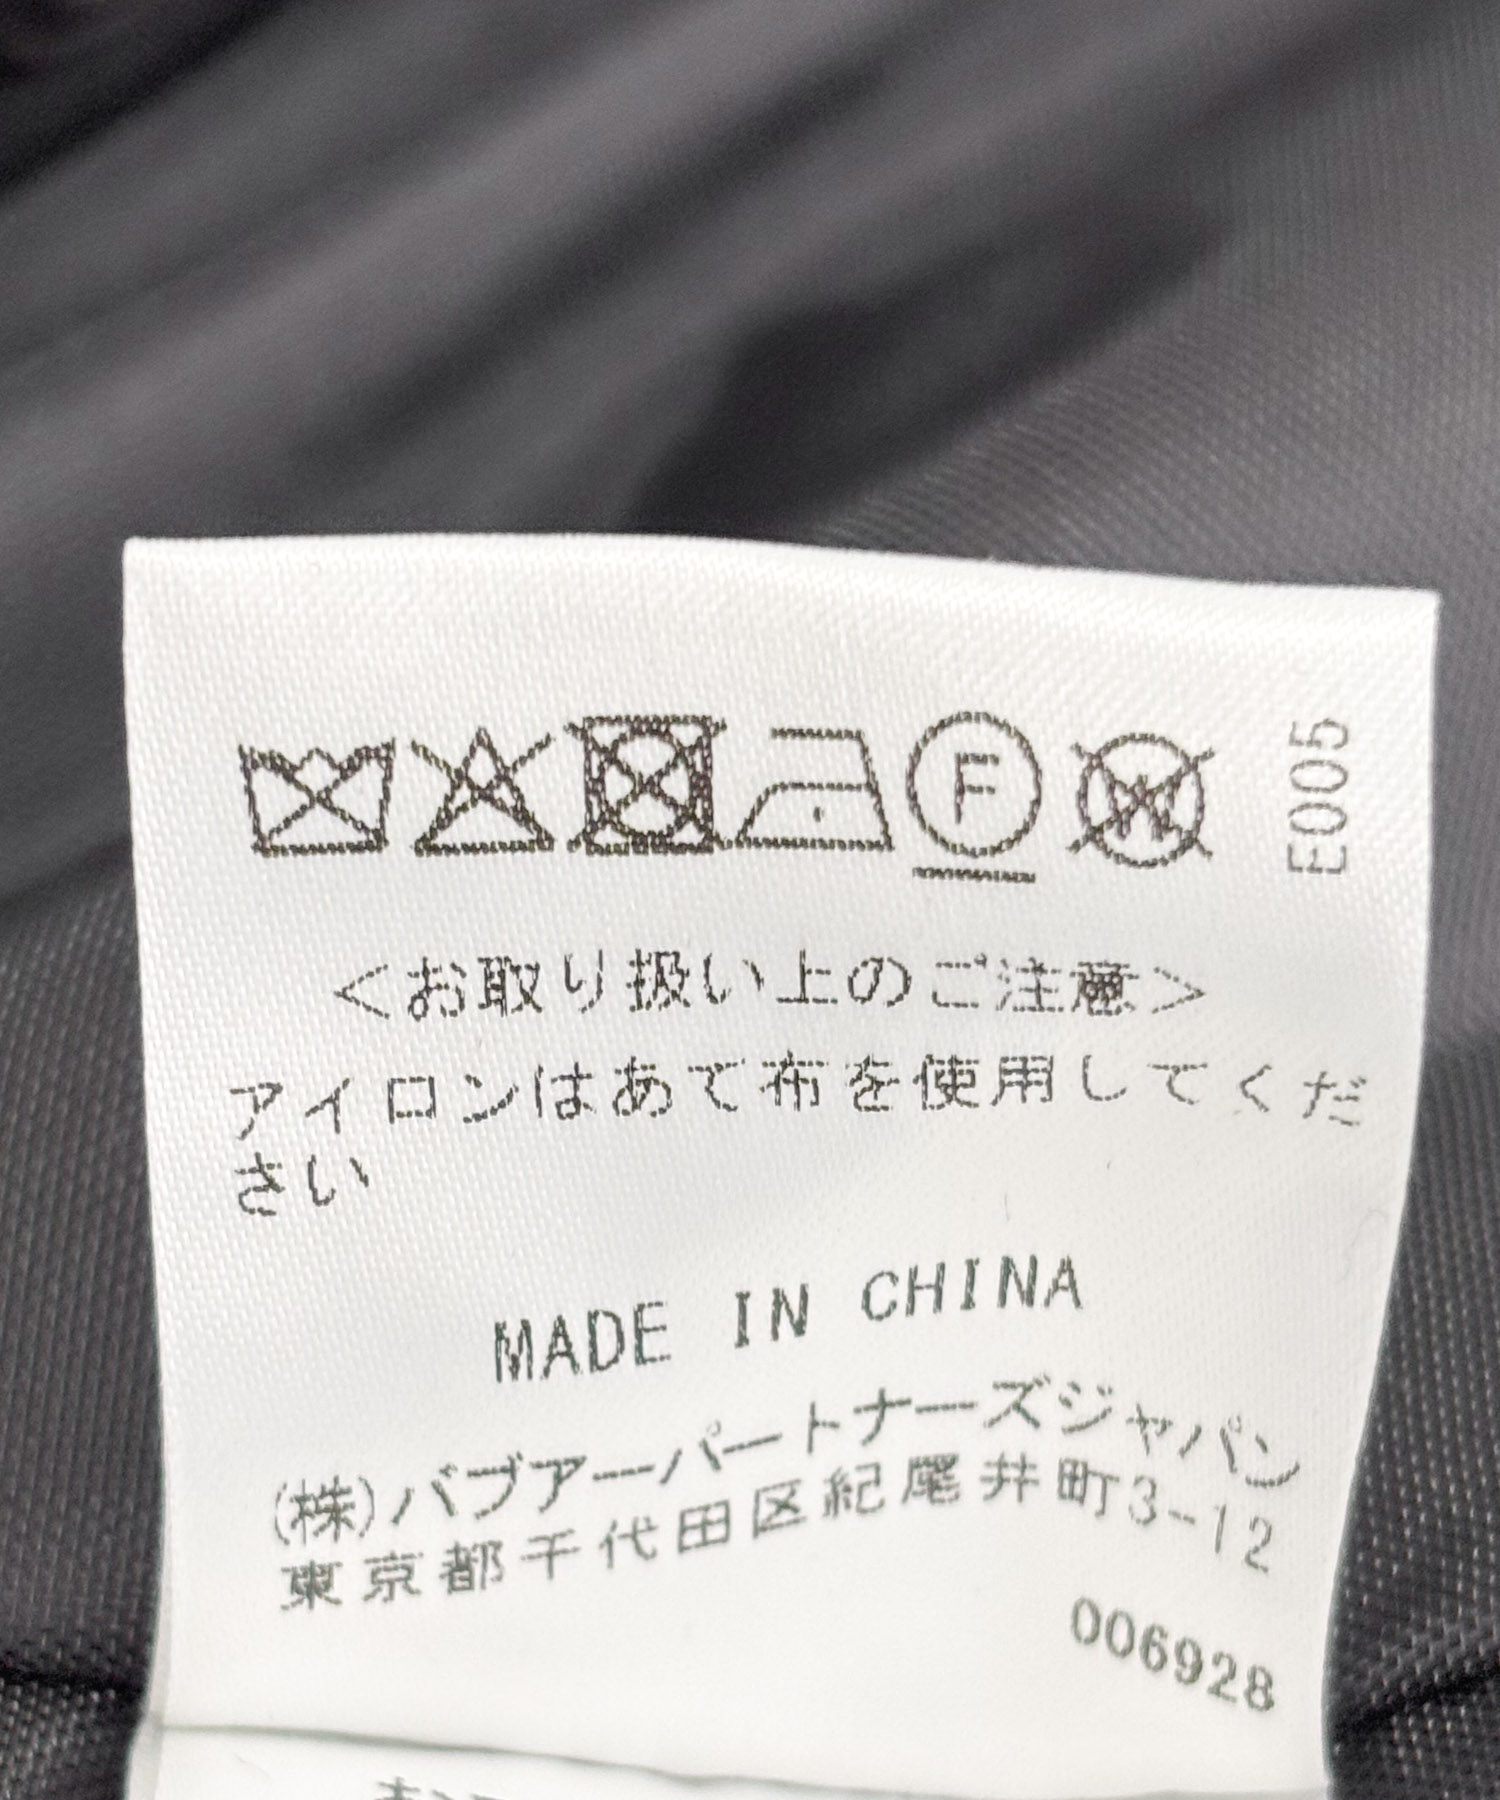 F W E005
<お取り扱い上のご注意>
アイロンはあて布を使用してくだ
さい
MADE IN CHINA
(株)バブアーパートナーズジャパン
東京都千代田区紀尾井町3-12
006928